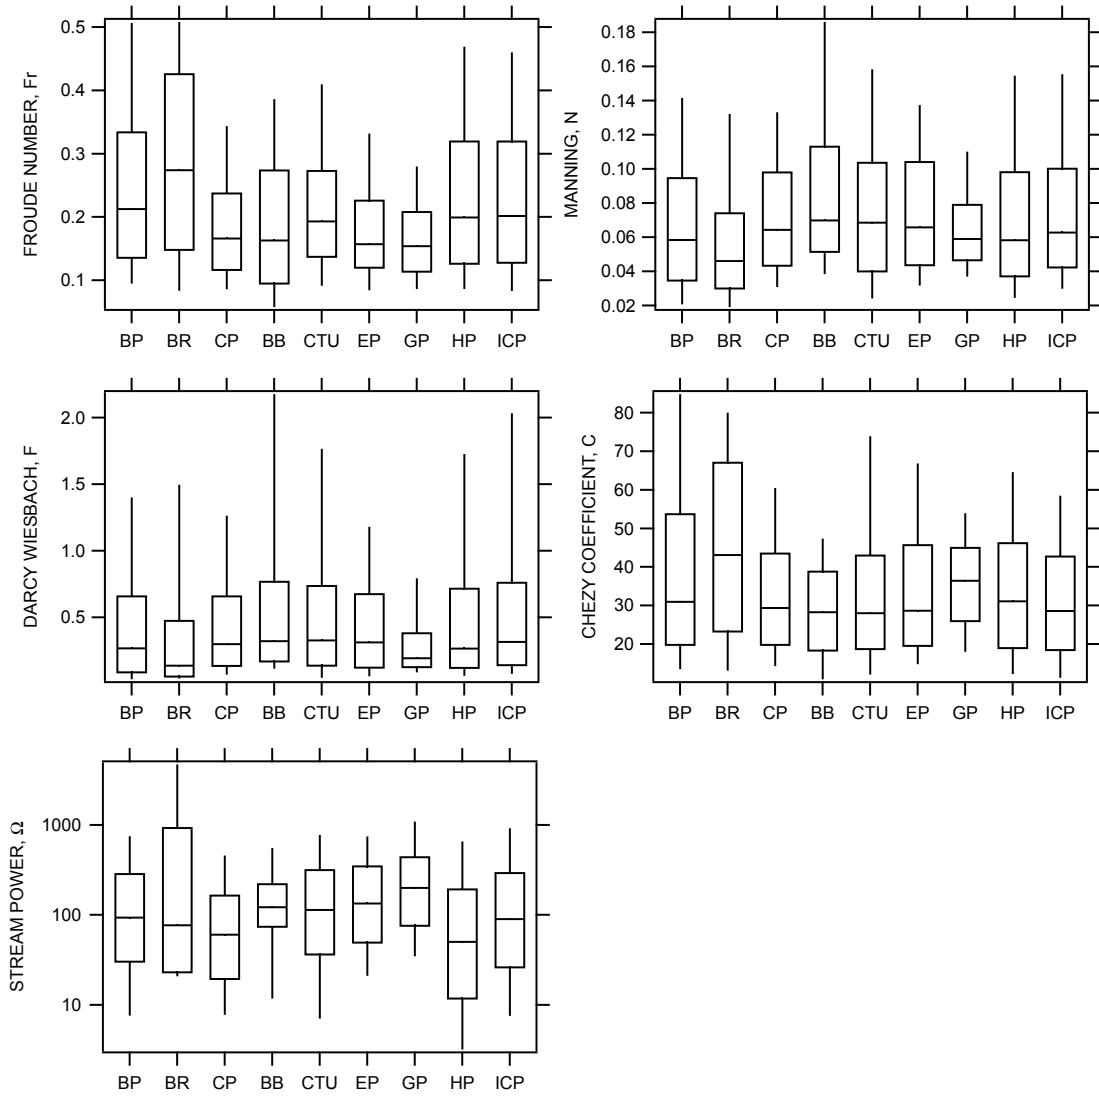 FROUDE NUMBER, Fr
0.5
0.4
0.3
0.2
0.1
BP BR CP BB CTU EP GP HP ICP
MANNING, N
0.18
0.16
0.14
0.12
0.10
0.08
0.06
0.04
0.02
BP BR CP BB CTU EP GP HP ICP
DARCY WIESBACH, F
2.0
1.5
1.0
0.5
BP BR CP BB CTU EP GP HP ICP
CHEZY COEFFICIENT, C
80
70
60
50
40
30
20
BP BR CP BB CTU EP GP HP ICP
STREAM POWER, Ω
1000
100
10
BP BR CP BB CTU EP GP HP ICP